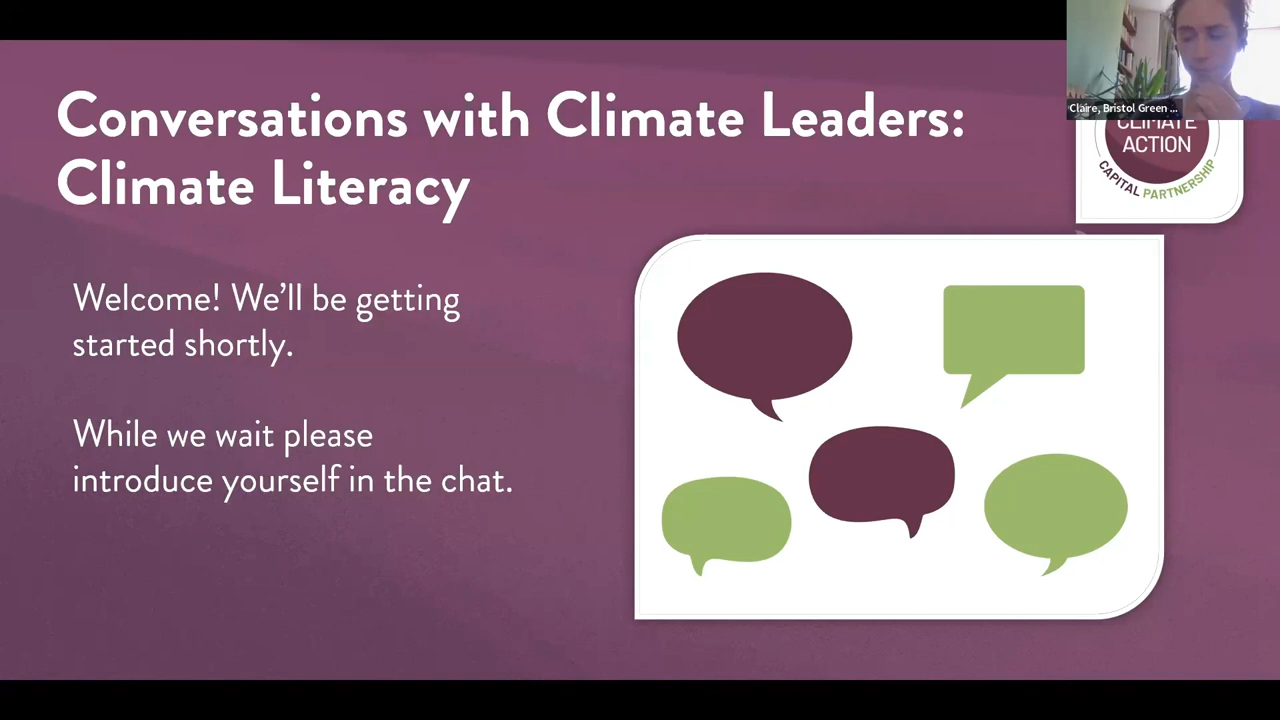 Conversations with Climate Leaders:
Climate Literacy
Claire, Bristol Green ...
CLIMATE
ACTION
CAPITAL PARTNERSHIP
Welcome! We’ll be getting
started shortly.
While we wait please
introduce yourself in the chat.